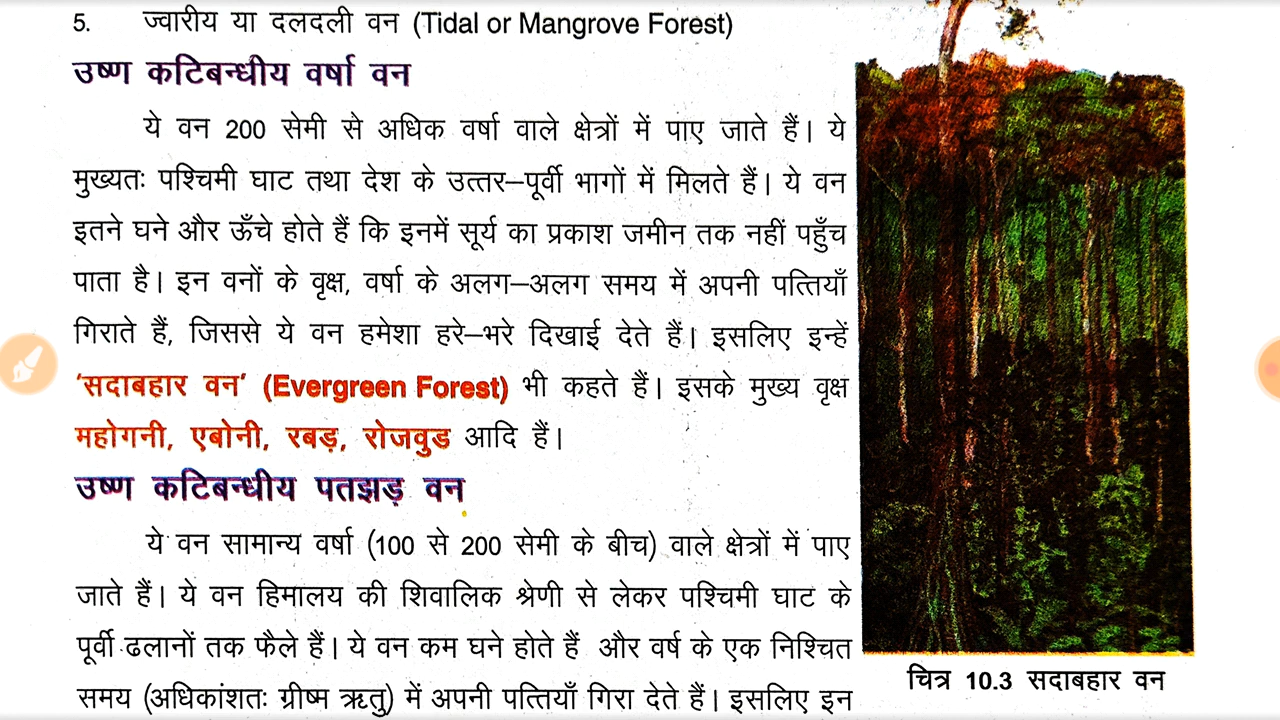 5. ज्वारीय या दलदली वन (Tidal or Mangrove Forest)
उष्ण कटिबन्धीय वर्षा वन
ये वन 200 सेमी से अधिक वर्षा वाले क्षेत्रों में पाए जाते हैं। ये
मुख्यतः पश्चिमी घाट तथा देश के उत्तर–पूर्वी भागों में मिलते हैं। ये वन
इतने घने और ऊँचे होते हैं कि इनमें सूर्य का प्रकाश जमीन तक नहीं पहुँच
पाता है। इन वनों के वृक्ष, वर्षा के अलग–अलग समय में अपनी पत्तियाँ
गिराते हैं, जिससे ये वन हमेशा हरे–भरे दिखाई देते हैं। इसलिए इन्हें
'सदाबहार वन' (Evergreen Forest) भी कहते हैं। इसके मुख्य वृक्ष
महोगनी, एबोनी, रबड़, रोजवुड आदि हैं।
उष्ण कटिबन्धीय पतझड़ वन
ये वन सामान्य वर्षा (100 से 200 सेमी के बीच) वाले क्षेत्रों में पाए
जाते हैं। ये वन हिमालय की शिवालिक श्रेणी से लेकर पश्चिमी घाट के
पूर्वी ढलानों तक फैले हैं। ये वन कम घने होते हैं और वर्ष के एक निश्चित
समय (अधिकांशतः ग्रीष्म ऋतु) में अपनी पत्तियाँ गिरा देते हैं। इसलिए इन
चित्र 10.3 सदाबहार वन